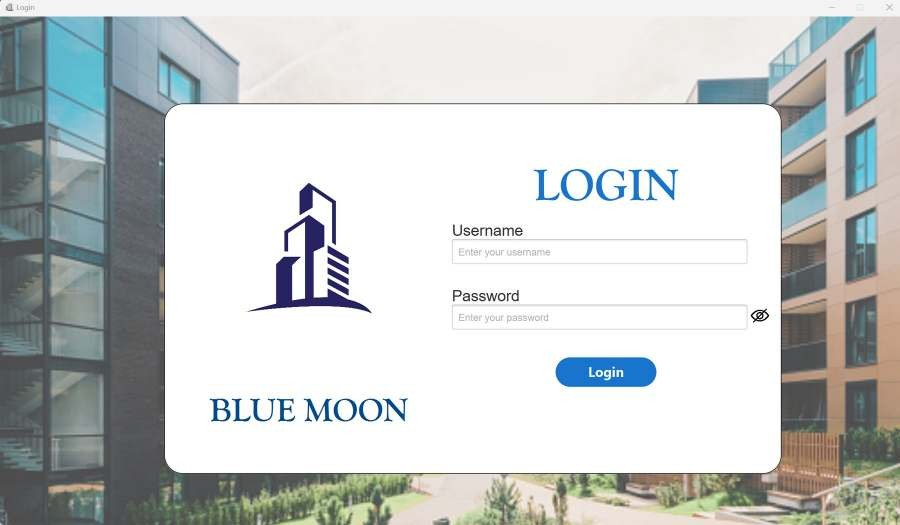 Login
LOGIN
Username
Enter your username
Password
Enter your password
Login
BLUE MOON